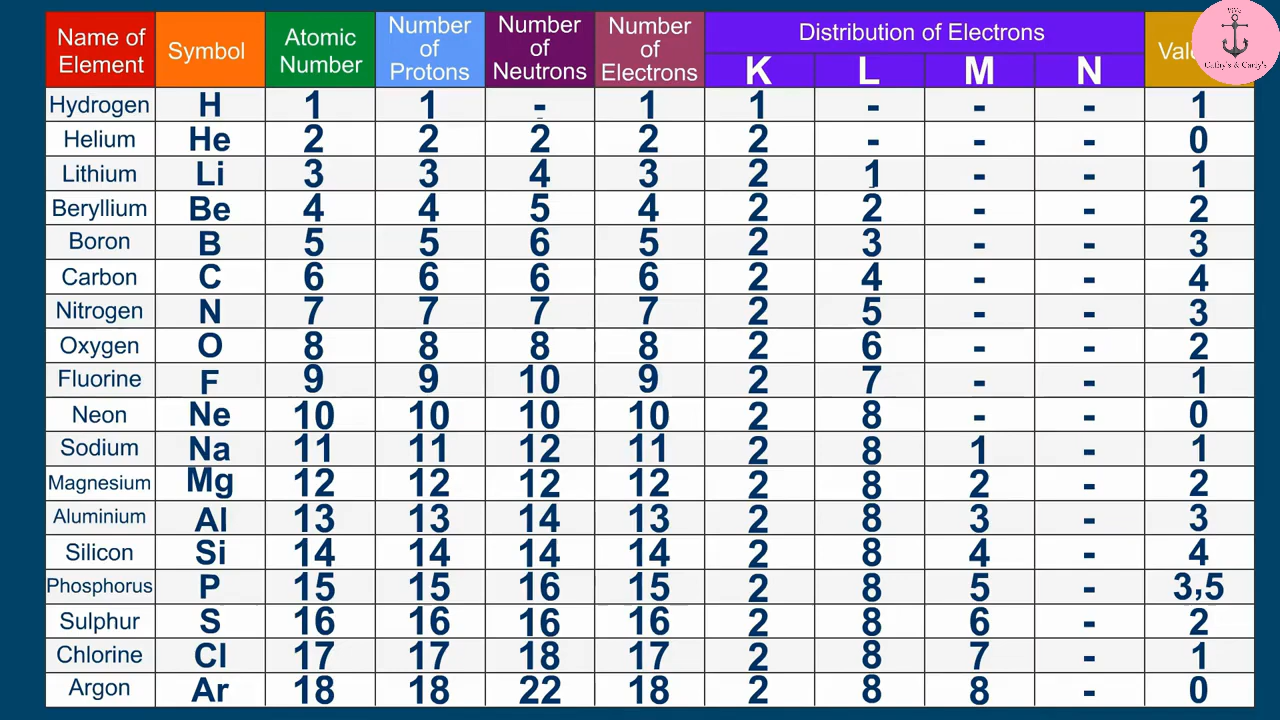 Name of Element Symbol Atomic Number Number of Protons Number of Neutrons Number of Electrons Distribution of Electrons
K L M N
Hydrogen H 1 1 - 1 1 - - - 1
Helium He 2 2 2 2 2 - - - 0
Lithium Li 3 3 4 3 2 1 - - 1
Beryllium Be 4 4 5 4 2 2 - - 2
Boron B 5 5 6 5 2 3 - - 3
Carbon C 6 6 6 6 2 4 - - 4
Nitrogen N 7 7 7 7 2 5 - - 3
Oxygen O 8 8 8 8 2 6 - - 2
Fluorine F 9 9 10 9 2 7 - - 1
Neon Ne 10 10 10 10 2 8 - - 0
Sodium Na 11 11 12 11 2 8 1 - 1
Magnesium Mg 12 12 12 12 2 8 2 - 2
Aluminium Al 13 13 14 13 2 8 3 - 3
Silicon Si 14 14 14 14 2 8 4 - 4
Phosphorus P 15 15 16 15 2 8 5 - 3,5
Sulphur S 16 16 16 16 2 8 6 - 2
Chlorine Cl 17 17 18 17 2 8 7 - 1
Argon Ar 18 18 22 18 2 8 8 - 0